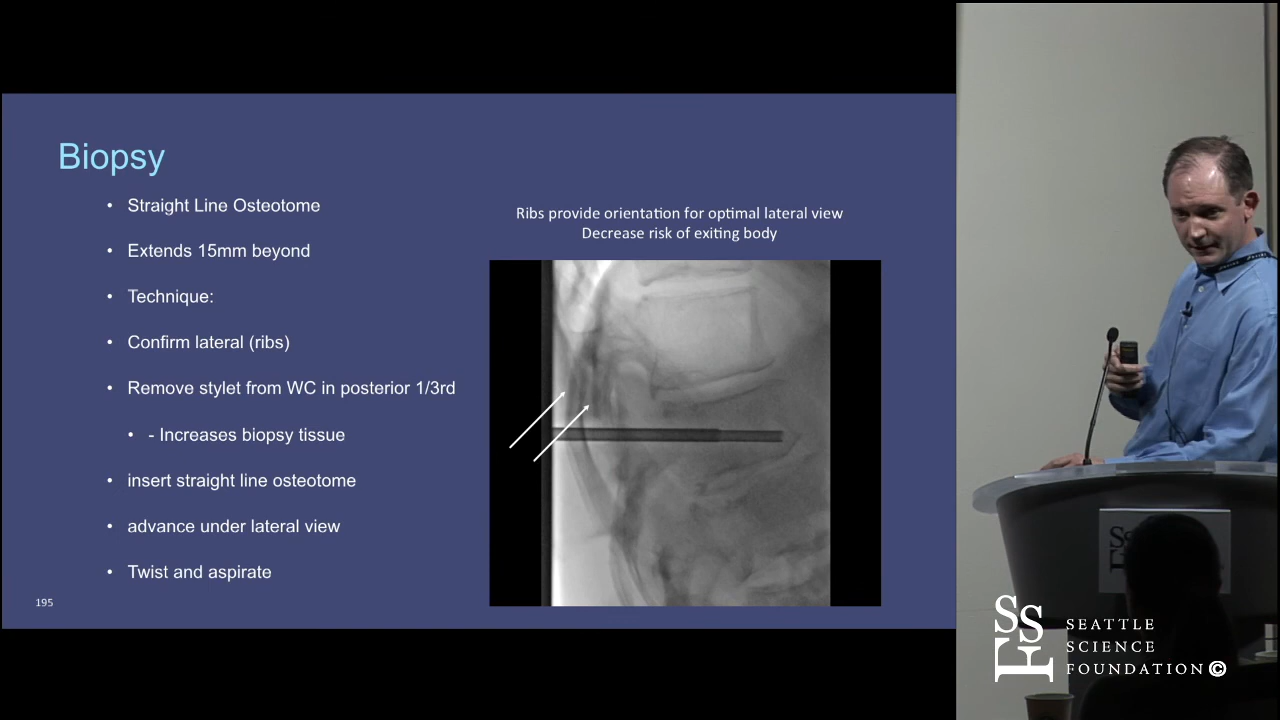 Biopsy
• Straight Line Osteotome
• Extends 15mm beyond
• Technique:
• Confirm lateral (ribs)
• Remove stylet from WC in posterior 1/3rd
• - Increases biopsy tissue
• insert straight line osteotome
• advance under lateral view
• Twist and aspirate
195
Ribs provide orientation for optimal lateral view
Decrease risk of exiting body
SSF
SEATTLE
SCIENCE
FOUNDATION©